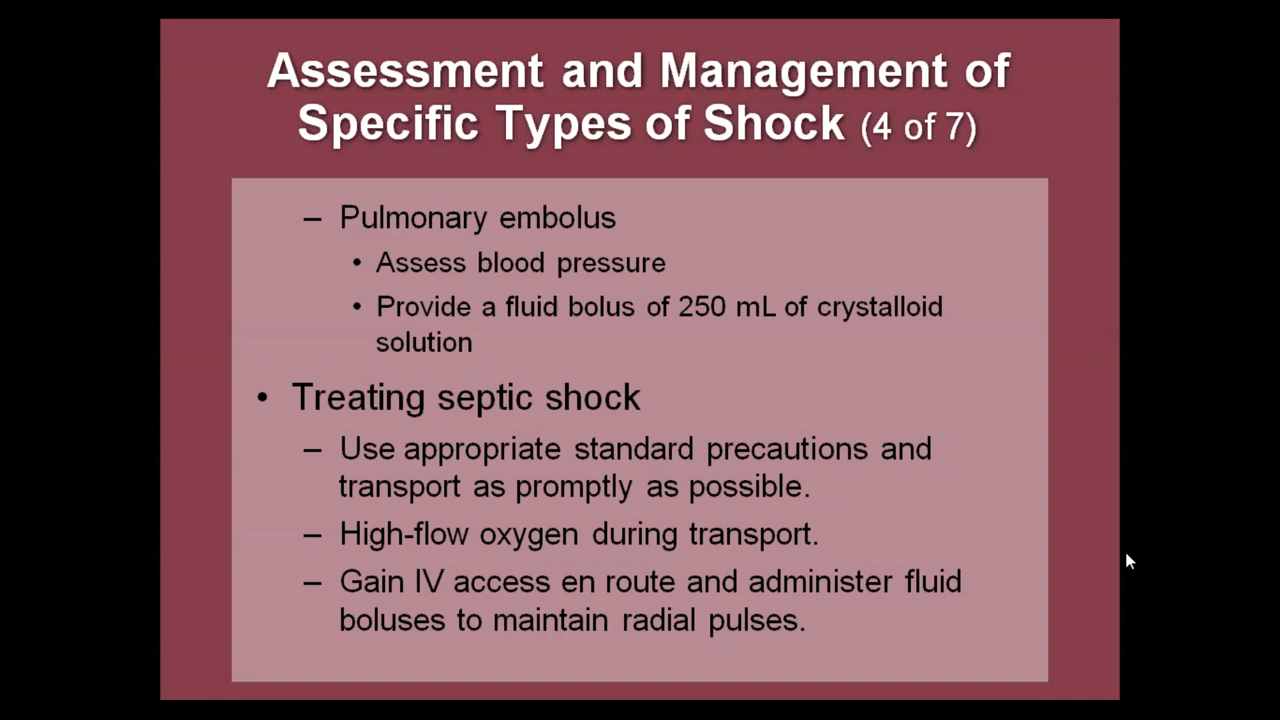 Assessment and Management of
Specific Types of Shock (4 of 7)
– Pulmonary embolus
• Assess blood pressure
• Provide a fluid bolus of 250 mL of crystalloid
solution
• Treating septic shock
– Use appropriate standard precautions and
transport as promptly as possible.
– High-flow oxygen during transport.
– Gain IV access en route and administer fluid
boluses to maintain radial pulses.